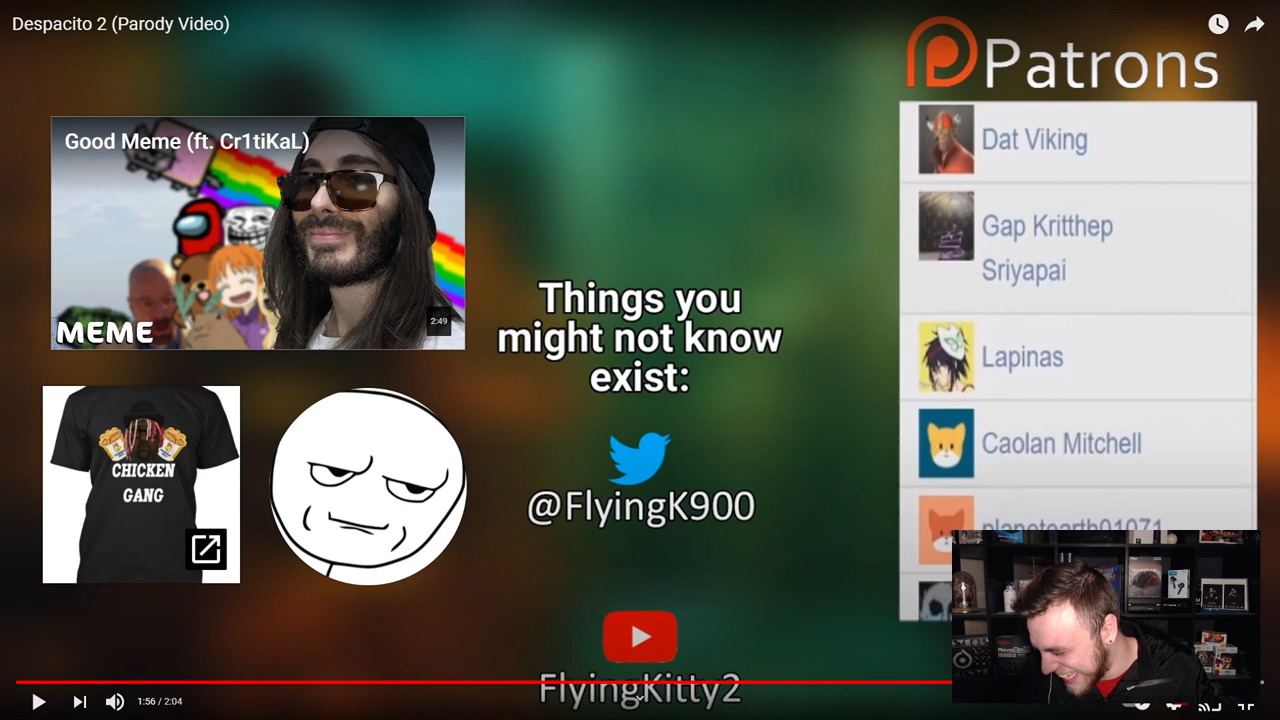 Despacito 2 (Parody Video)
Patrons
Good Meme (ft. Cr1tiKaL)
MEME
2:49
Dat Viking
Gap Kritthep
Sriyapai
Lapinas
Caolan Mitchell
planetearth01071
Things you
might not know
exist:
@FlyingK900
CHICKEN
GANG
FlyingKitty2
1:56 / 2:04